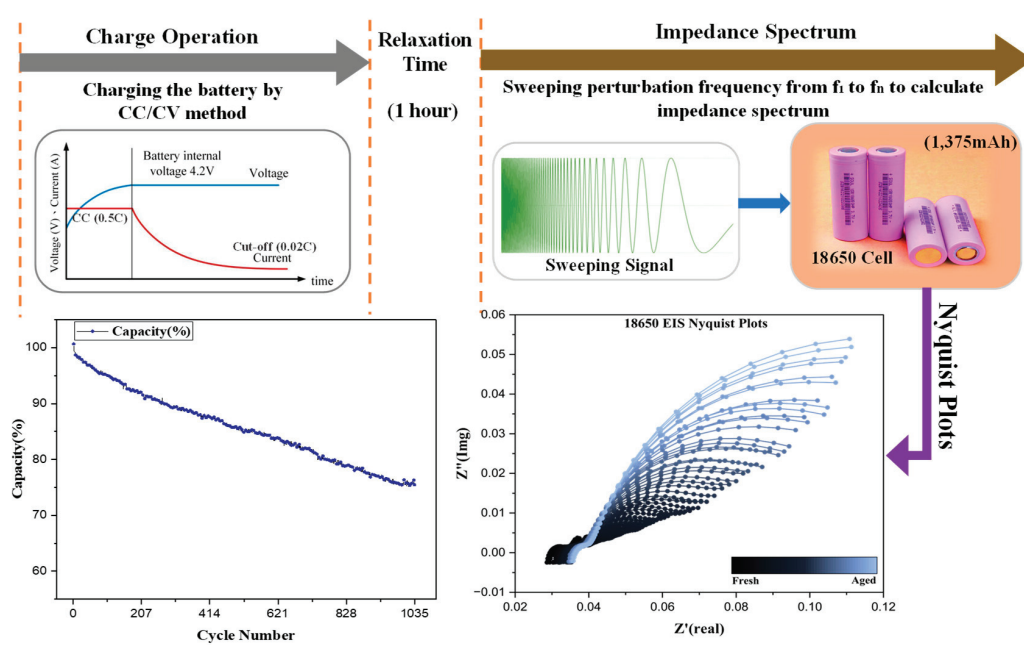 Charge Operation
Relaxation
Time
(1 hour)
Impedance Spectrum
Charging the battery by
CC/CV method
Sweeping perturbation frequency from f₁ to fₙ to calculate
impedance spectrum
Voltage (V)、Current (A)
Battery internal
voltage 4.2V
Voltage
CC (0.5C)
Cut-off (0.02C)
Current
time
Sweeping Signal
(1,375mAh)
18650 Cell
Nyquist Plots
Capacity(%)
Capacity(%)
100
90
80
70
60
0
207
414
621
828
1035
Cycle Number
18650 EIS Nyquist Plots
Z''(Img)
0.06
0.05
0.04
0.03
0.02
0.01
0.00
−0.01
Fresh
Aged
0.02
0.04
0.06
0.08
0.10
0.12
Z'(real)